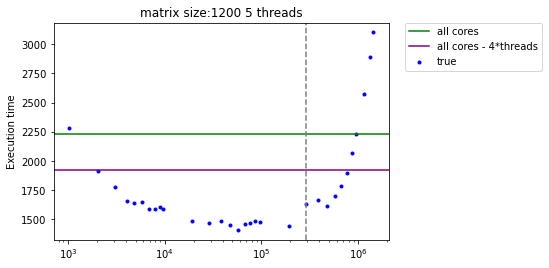 matrix size:1200 5 threads
all cores
all cores - 4*threads
true
Execution time
3000
2750
2500
2250
2000
1750
1500
10³
10⁴
10⁵
10⁶